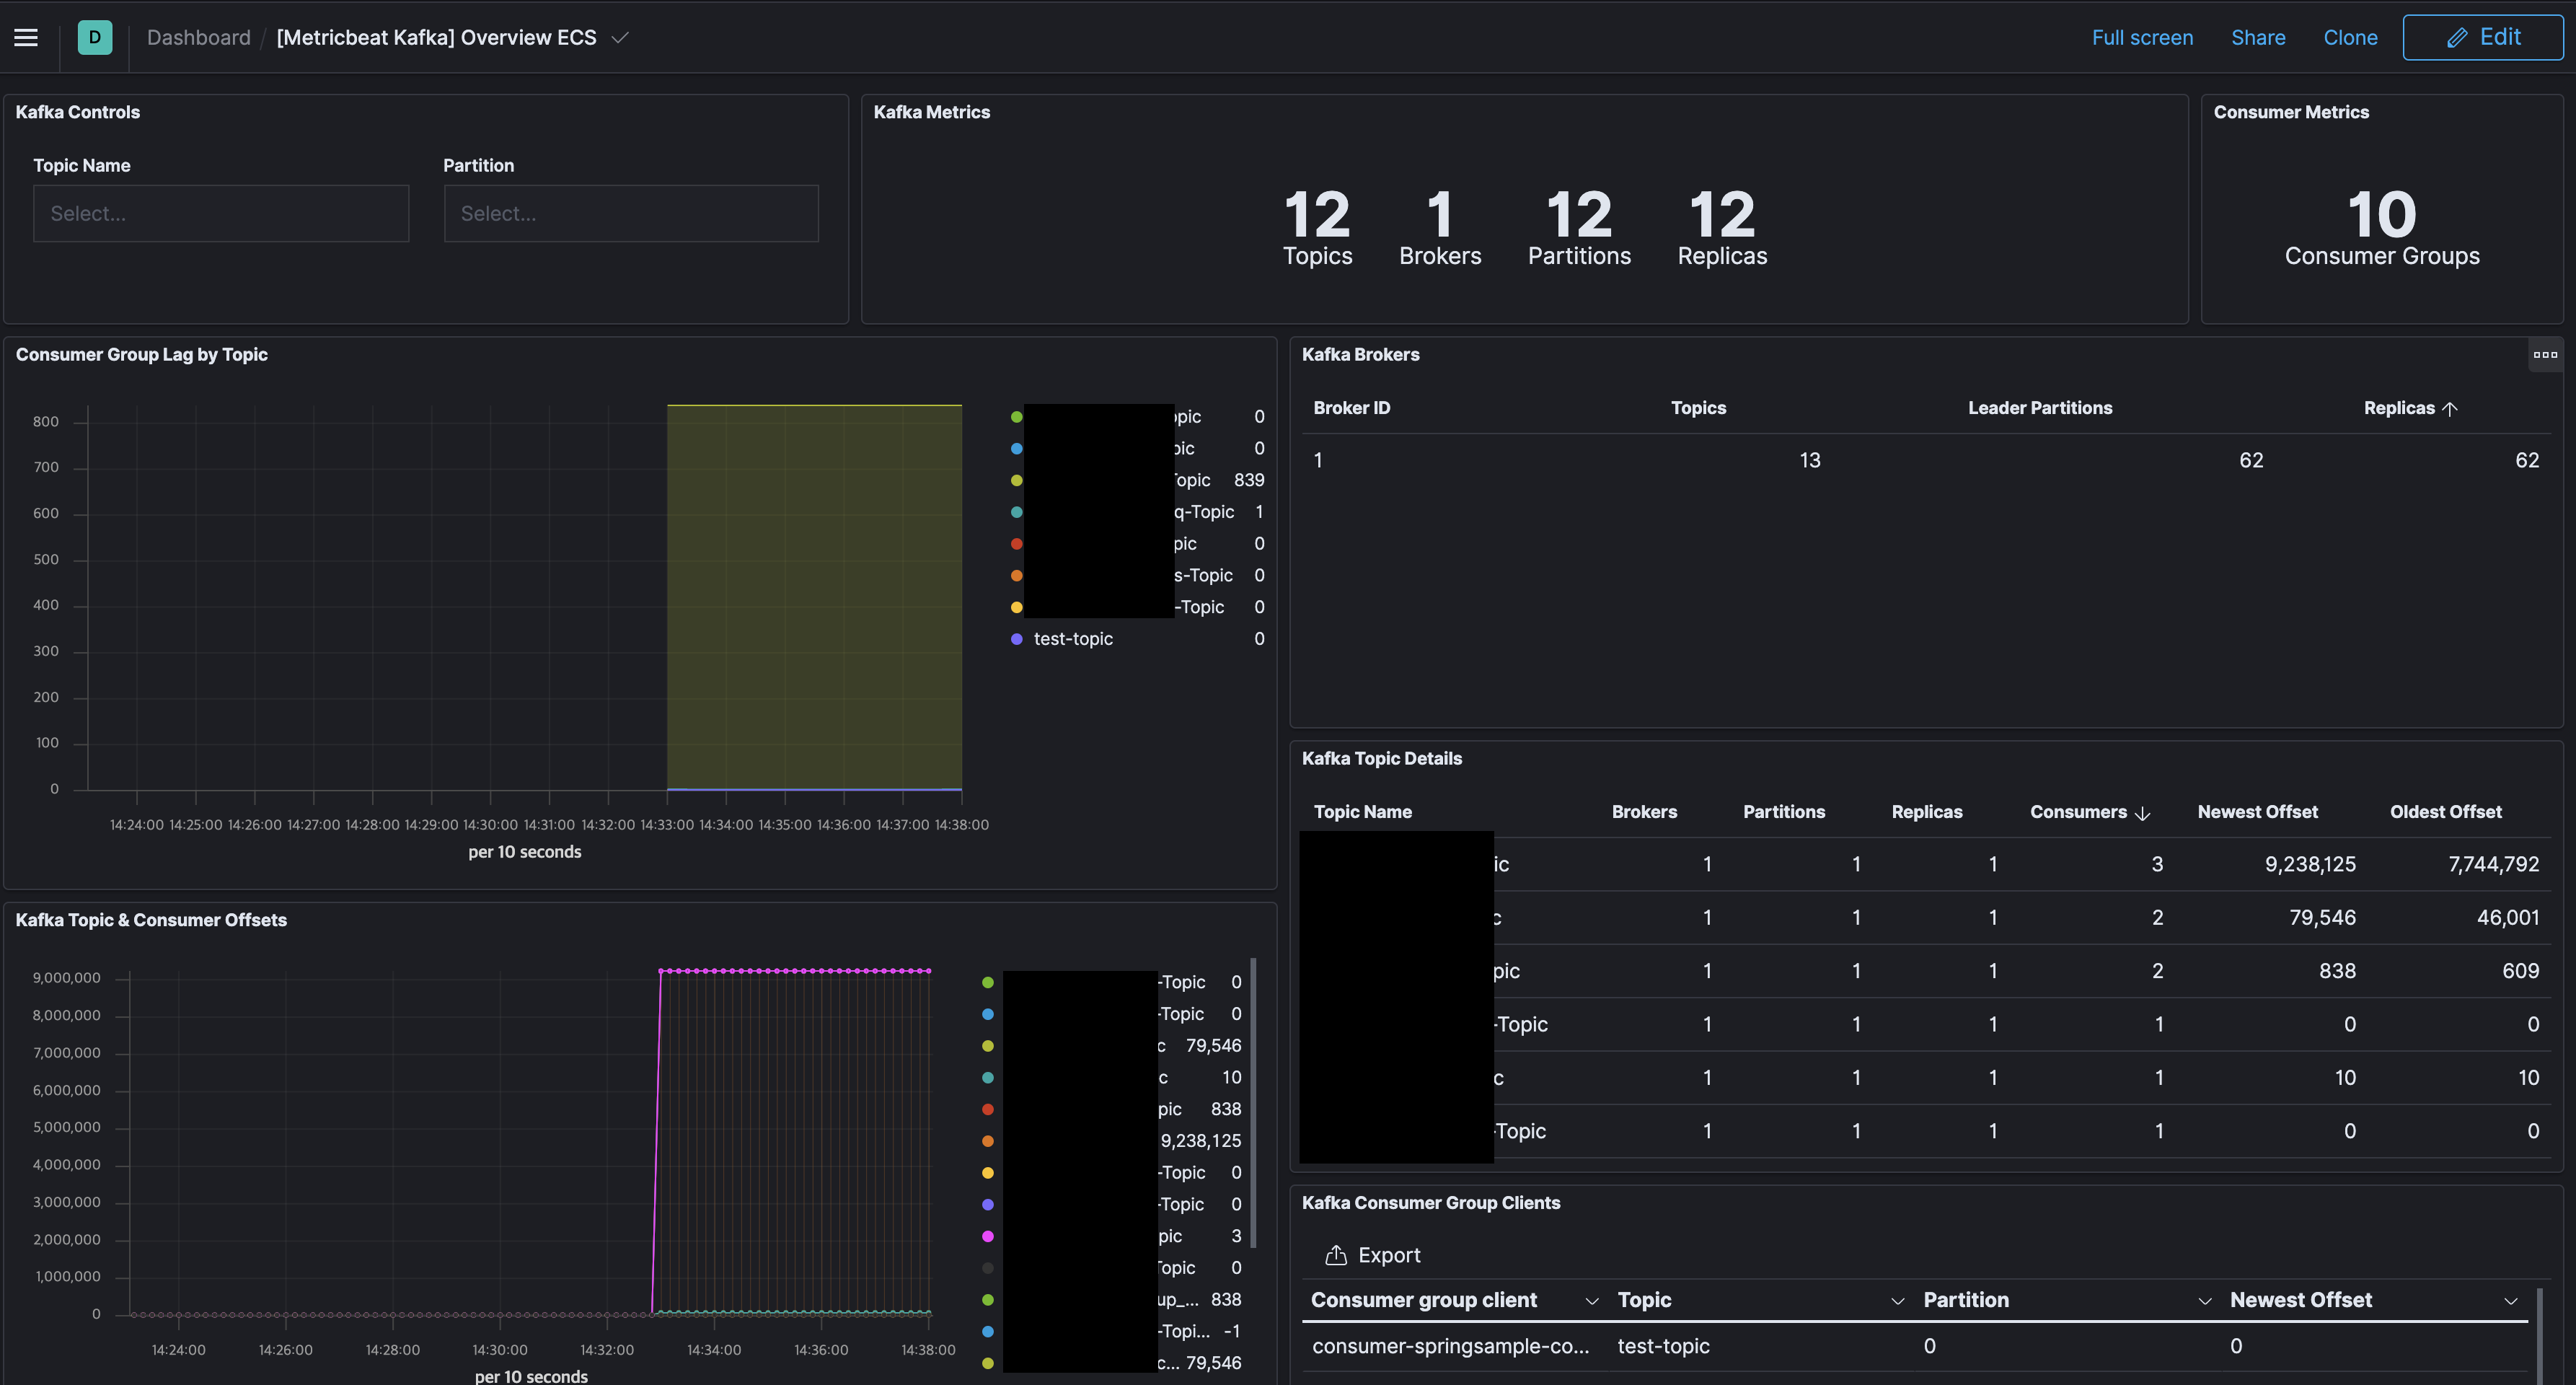 D Dashboard / [Metricbeat Kafka] Overview ECS Full screen Share Clone Edit
Kafka Controls
Topic Name Partition
Select... Select...
Kafka Metrics
12 1 12 12
Topics Brokers Partitions Replicas
Consumer Metrics
10
Consumer Groups
Consumer Group Lag by Topic
800
700
600
500
400
300
200
100
0
14:24:00 14:25:00 14:26:00 14:27:00 14:28:00 14:29:00 14:30:00 14:31:00 14:32:00 14:33:00 14:34:00 14:35:00 14:36:00 14:37:00 14:38:00
per 10 seconds
opic 0
pic 0
Topic 839
q-Topic 1
pic 0
s-Topic 0
-Topic 0
test-topic 0
Kafka Brokers
Broker ID Topics Leader Partitions Replicas
1 13 62 62
Kafka Topic Details
Topic Name Brokers Partitions Replicas Consumers Newest Offset Oldest Offset
ic 1 1 1 3 9,238,125 7,744,792
c 1 1 1 2 79,546 46,001
pic 1 1 1 2 838 609
-Topic 1 1 1 1 0 0
c 1 1 1 1 10 10
-Topic 1 1 1 1 0 0
Kafka Topic & Consumer Offsets
9,000,000
8,000,000
7,000,000
6,000,000
5,000,000
4,000,000
3,000,000
2,000,000
1,000,000
0
14:24:00 14:26:00 14:28:00 14:30:00 14:32:00 14:34:00 14:36:00 14:38:00
per 10 seconds
-Topic 0
-Topic 0
c 79,546
c 10
pic 838
9,238,125
-Topic 0
-Topic 0
pic 3
Topic 0
up_... 838
-Topi... -1
c... 79,546
Kafka Consumer Group Clients
Export
Consumer group client Topic Partition Newest Offset
consumer-springsample-co... test-topic 0 0